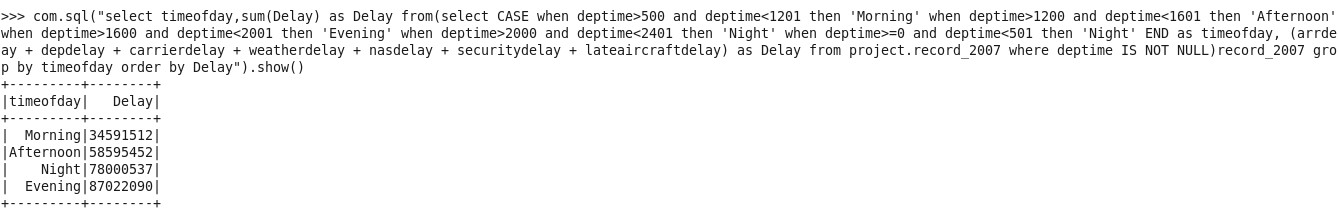 >>> com.sql("select timeofday,sum(Delay) as Delay from(select CASE when deptime>500 and deptime<1201 then 'Morning' when deptime>1200 and deptime<1601 then 'Afternoon'
when deptime>1600 and deptime<2001 then 'Evening' when deptime>2000 and deptime<2401 then 'Night' when deptime>=0 and deptime<501 then 'Night' END as timeofday, (arrde
ay + depdelay + carrierdelay + weatherdelay + nasdelay + securitydelay + lateaircraftdelay) as Delay from project.record_2007 where deptime IS NOT NULL)record_2007 gro
p by timeofday order by Delay").show()
+---------+--------+
|timeofday|   Delay|
+---------+--------+
|  Morning|34591512|
|Afternoon|58595452|
|    Night|78000537|
|  Evening|87022090|
+---------+--------+